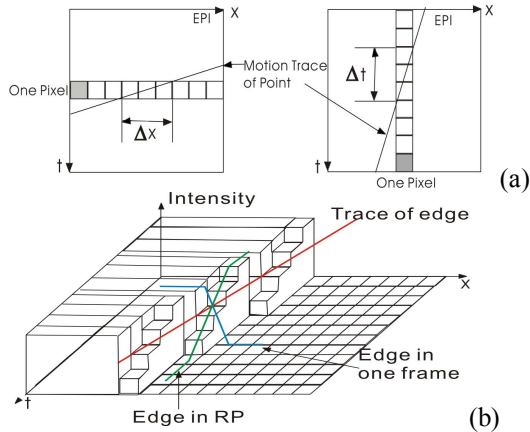 EPI
X
EPI
X
One Pixel
Motion Trace
of Point
Δx
Δt
t
t
One Pixel
(a)
Intensity
Trace of edge
X
Edge in
one frame
t
Edge in RP
(b)